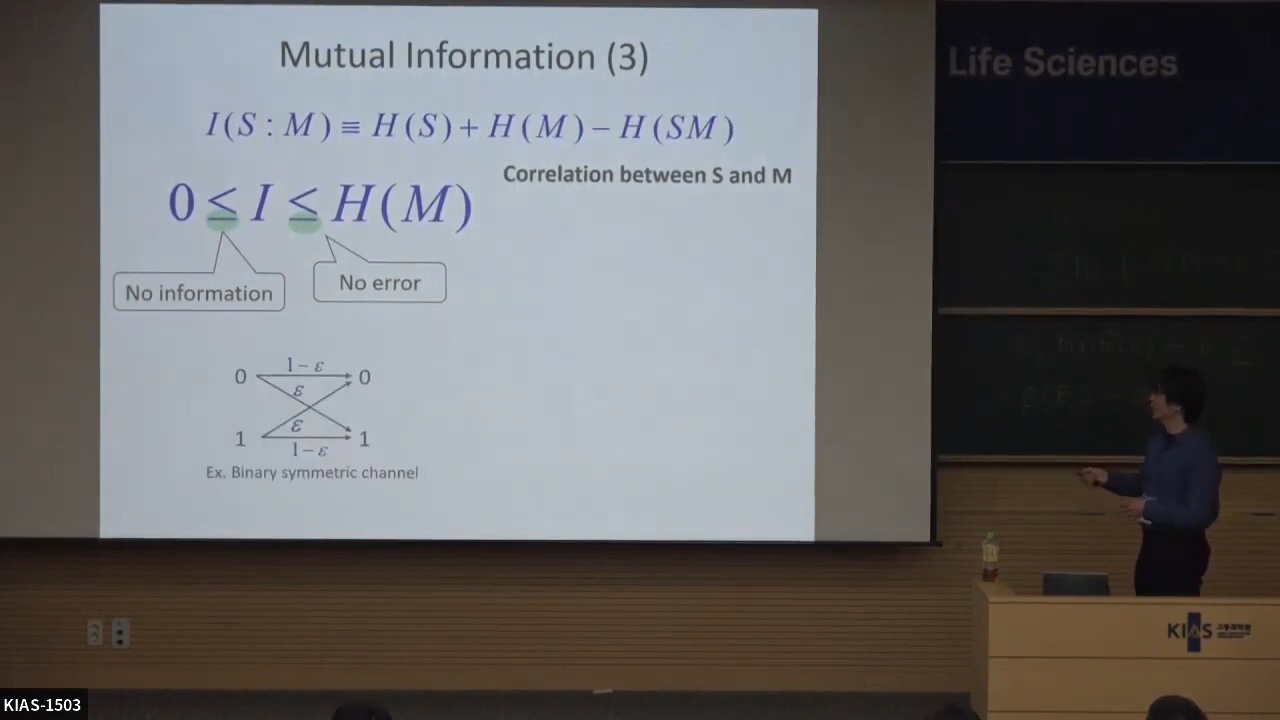 Mutual Information (3)
I(S : M) ≡ H(S) + H(M) − H(SM)
Correlation between S and M
0 ≤ I ≤ H(M)
No information
No error
1 − ε
0
0
ε
ε
1
1
1 − ε
Ex. Binary symmetric channel
Life Sciences
KIAS
KIAS-1503